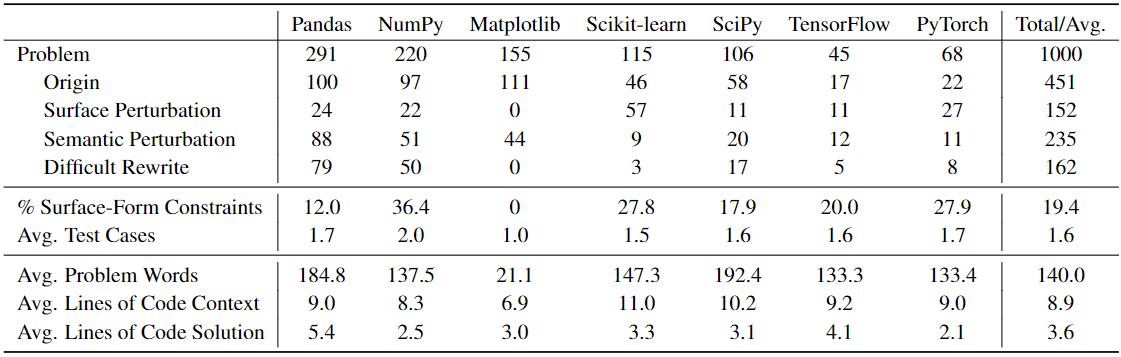 Pandas NumPy Matplotlib Scikit-learn SciPy TensorFlow PyTorch Total/Avg.
Problem 291 220 155 115 106 45 68 1000
Origin 100 97 111 46 58 17 22 451
Surface Perturbation 24 22 0 57 11 11 27 152
Semantic Perturbation 88 51 44 9 20 12 11 235
Difficult Rewrite 79 50 0 3 17 5 8 162
% Surface-Form Constraints 12.0 36.4 0 27.8 17.9 20.0 27.9 19.4
Avg. Test Cases 1.7 2.0 1.0 1.5 1.6 1.6 1.7 1.6
Avg. Problem Words 184.8 137.5 21.1 147.3 192.4 133.3 133.4 140.0
Avg. Lines of Code Context 9.0 8.3 6.9 11.0 10.2 9.2 9.0 8.9
Avg. Lines of Code Solution 5.4 2.5 3.0 3.3 3.1 4.1 2.1 3.6